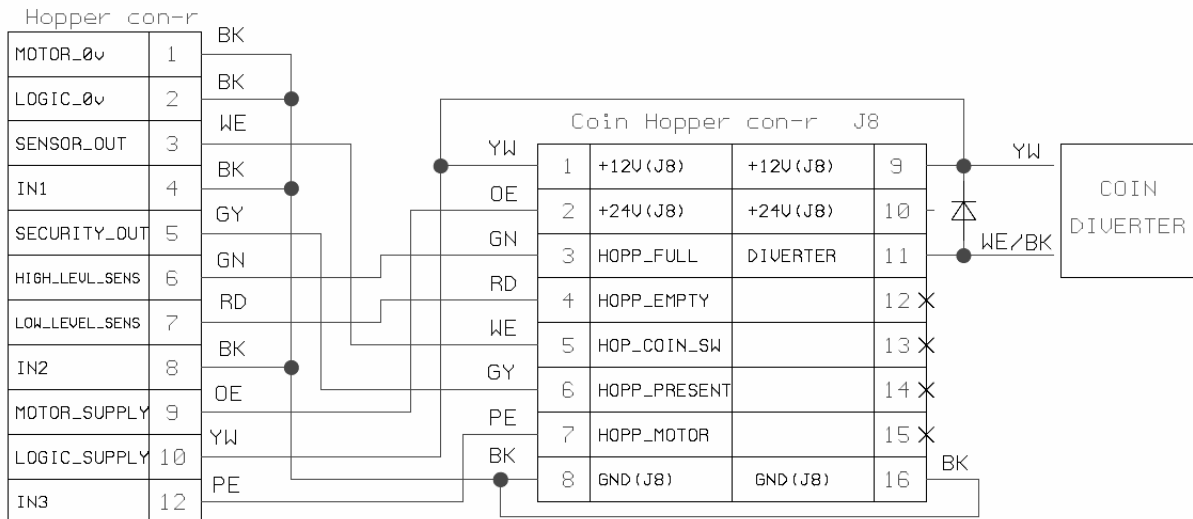 Hopper con-r
MOTOR_0v 1 BK
LOGIC_0v 2 BK
SENSOR_OUT 3 WE
IN1 4 BK
SECURITY_OUT 5 GY
HIGH_LEVL_SENS 6 GN
LOW_LEVEL_SENS 7 RD
IN2 8 BK
MOTOR_SUPPLY 9 OE
LOGIC_SUPPLY 10 YW
IN3 12 PE
Coin Hopper con-r J8
YW 1 +12V(J8) +12V(J8) 9 YW
OE 2 +24V(J8) +24V(J8) 10
GN 3 HOPP_FULL DIVERTER 11 WE/BK
RD 4 HOPP_EMPTY 12
WE 5 HOP_COIN_SW 13
GY 6 HOPP_PRESENT 14
PE 7 HOPP_MOTOR 15
BK 8 GND(J8) GND(J8) 16 BK
COIN
DIVERTER